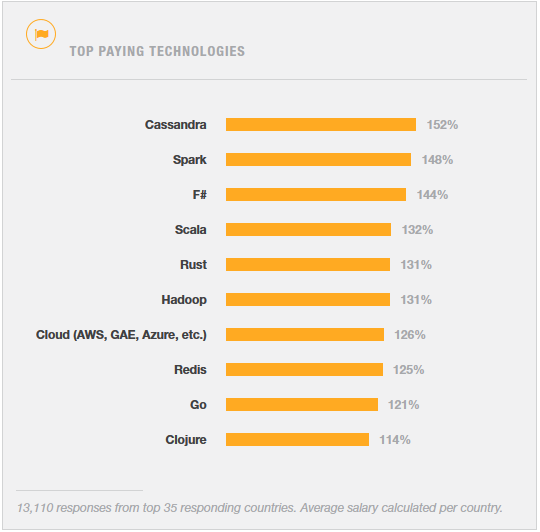 TOP PAYING TECHNOLOGIES
Cassandra 152%
Spark 148%
F# 144%
Scala 132%
Rust 131%
Hadoop 131%
Cloud (AWS, GAE, Azure, etc.) 126%
Redis 125%
Go 121%
Clojure 114%
13,110 responses from top 35 responding countries. Average salary calculated per country.